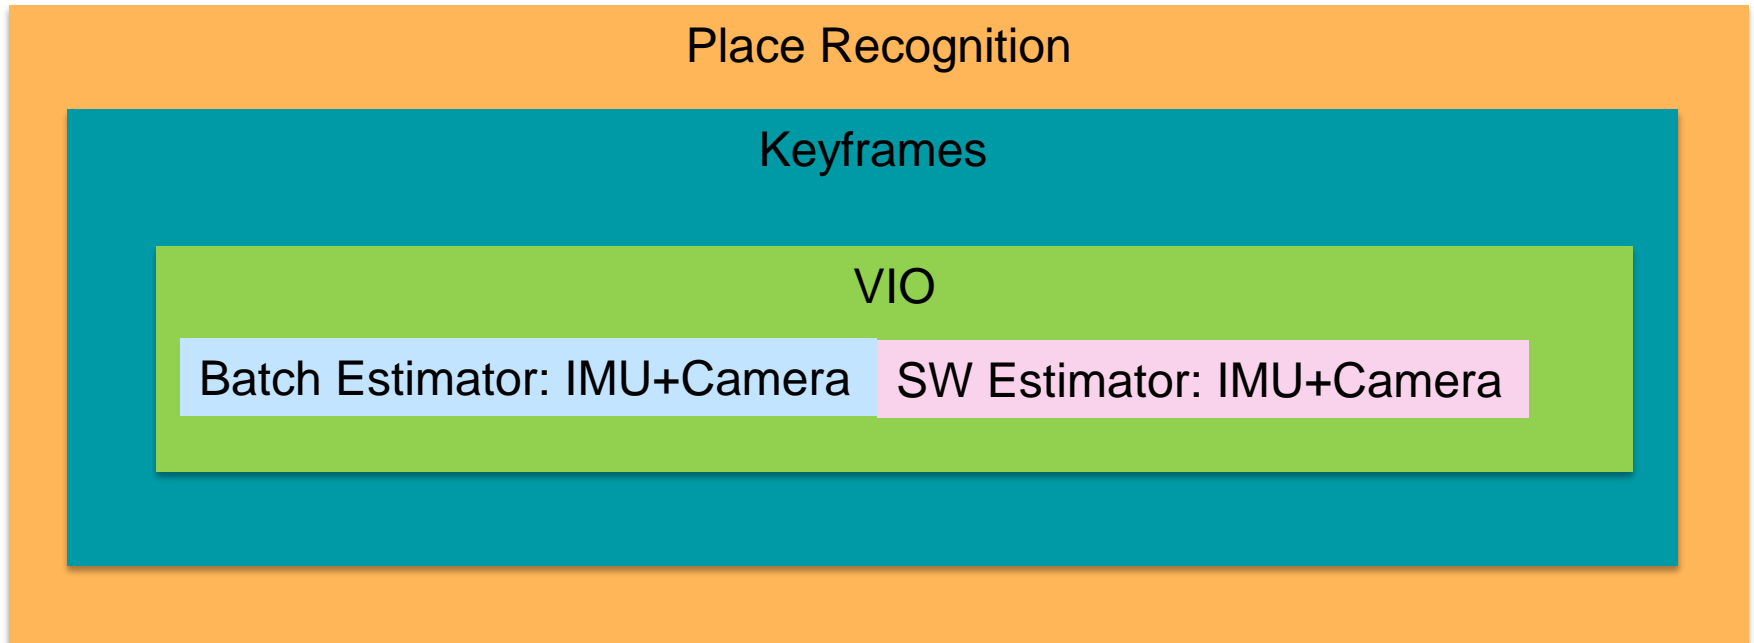 Place Recognition
Keyframes
VIO
Batch Estimator: IMU+Camera
SW Estimator: IMU+Camera